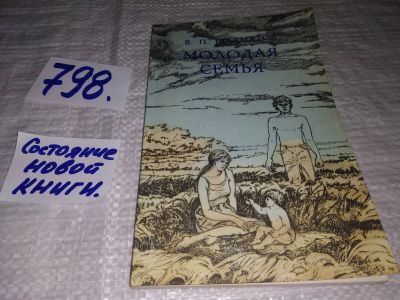 798.
Состояние
новой
книги.
В. П.
МОЛОДАЯ
СЕМЬЯ